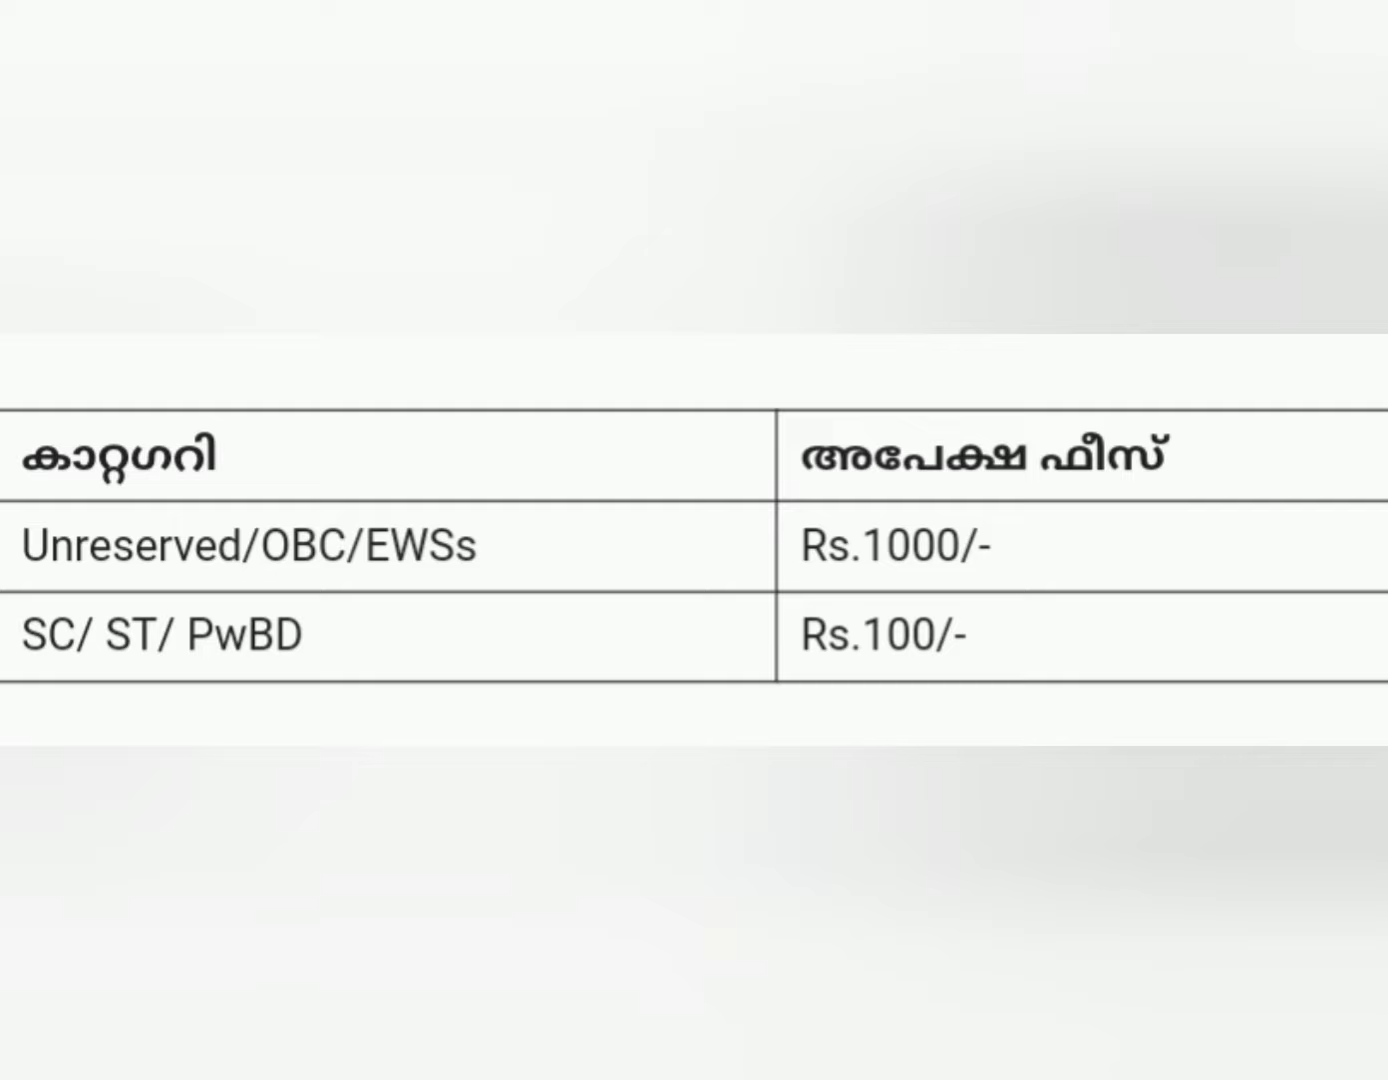 കാറ്റഗറി അപേക്ഷ ഫീസ്
Unreserved/OBC/EWSs Rs.1000/-
SC/ ST/ PwBD Rs.100/-